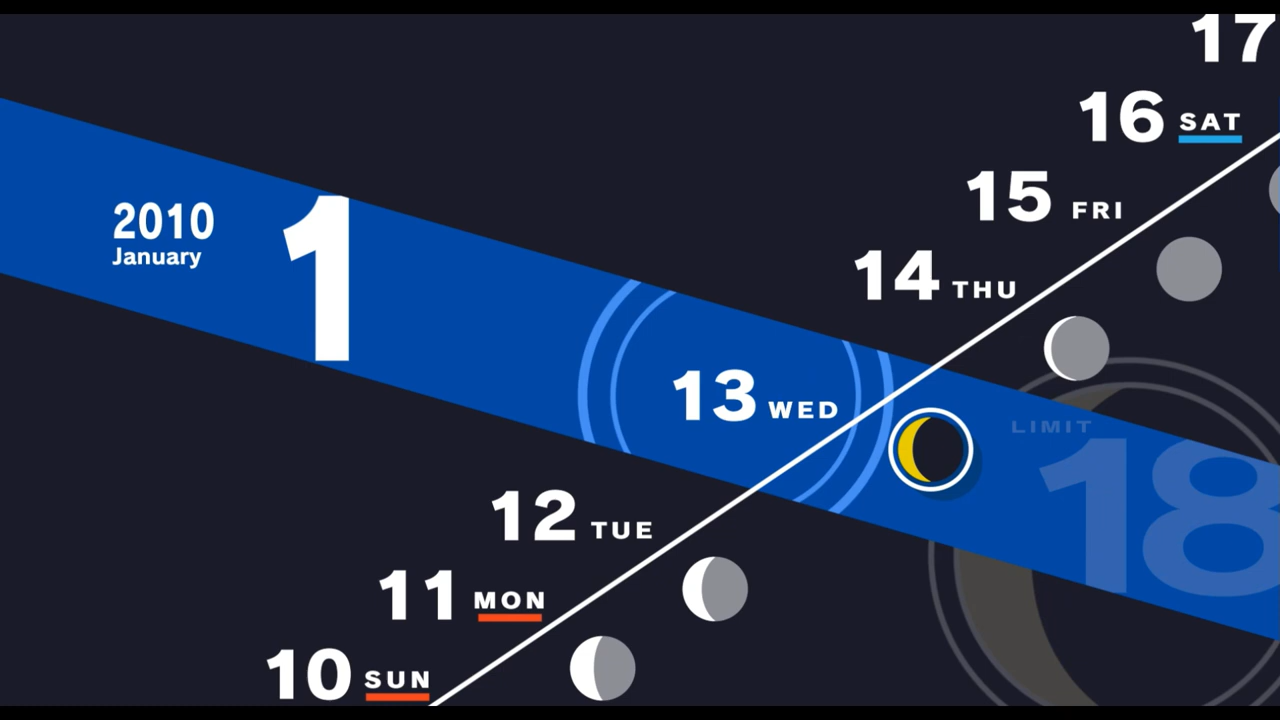 17
16 SAT
15 FRI
14 THU
2010
January
1
13 WED
LIMIT
18
12 TUE
11 MON
10 SUN